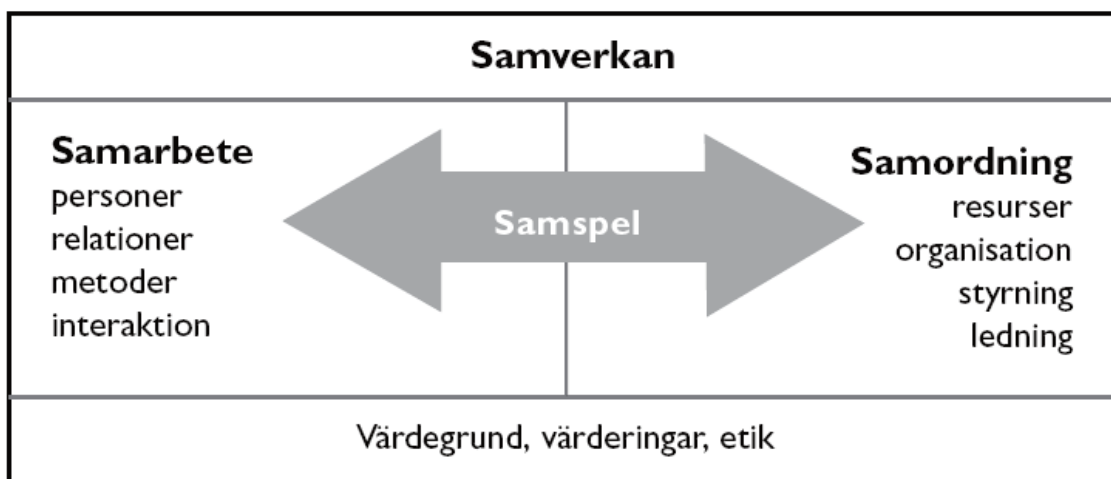 Samverkan
Samarbete
personer
relationer
metoder
interaktion
Samspel
Samordning
resurser
organisation
styrning
ledning
Värdegrund, värderingar, etik